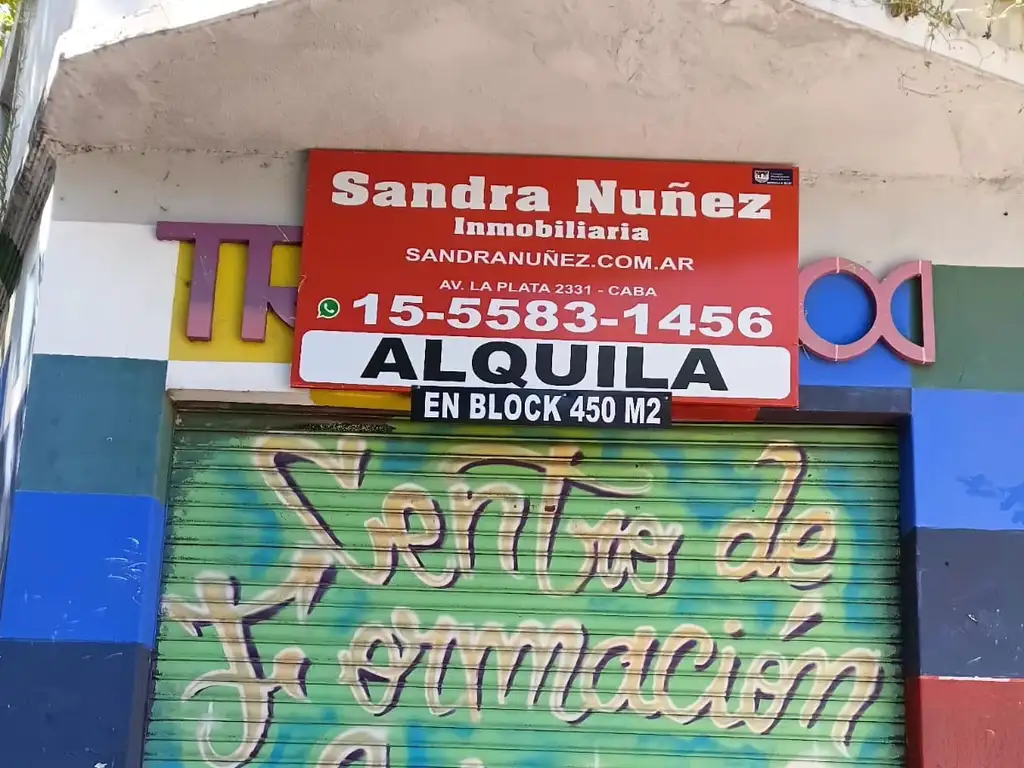 Sandra Nuñez
Inmobiliaria
SANDRANUÑEZ.COM.AR
AV. LA PLATA 2331 - CABA
15-5583-1456
ALQUILA
EN BLOCK 450 M2
Centro de
Formación